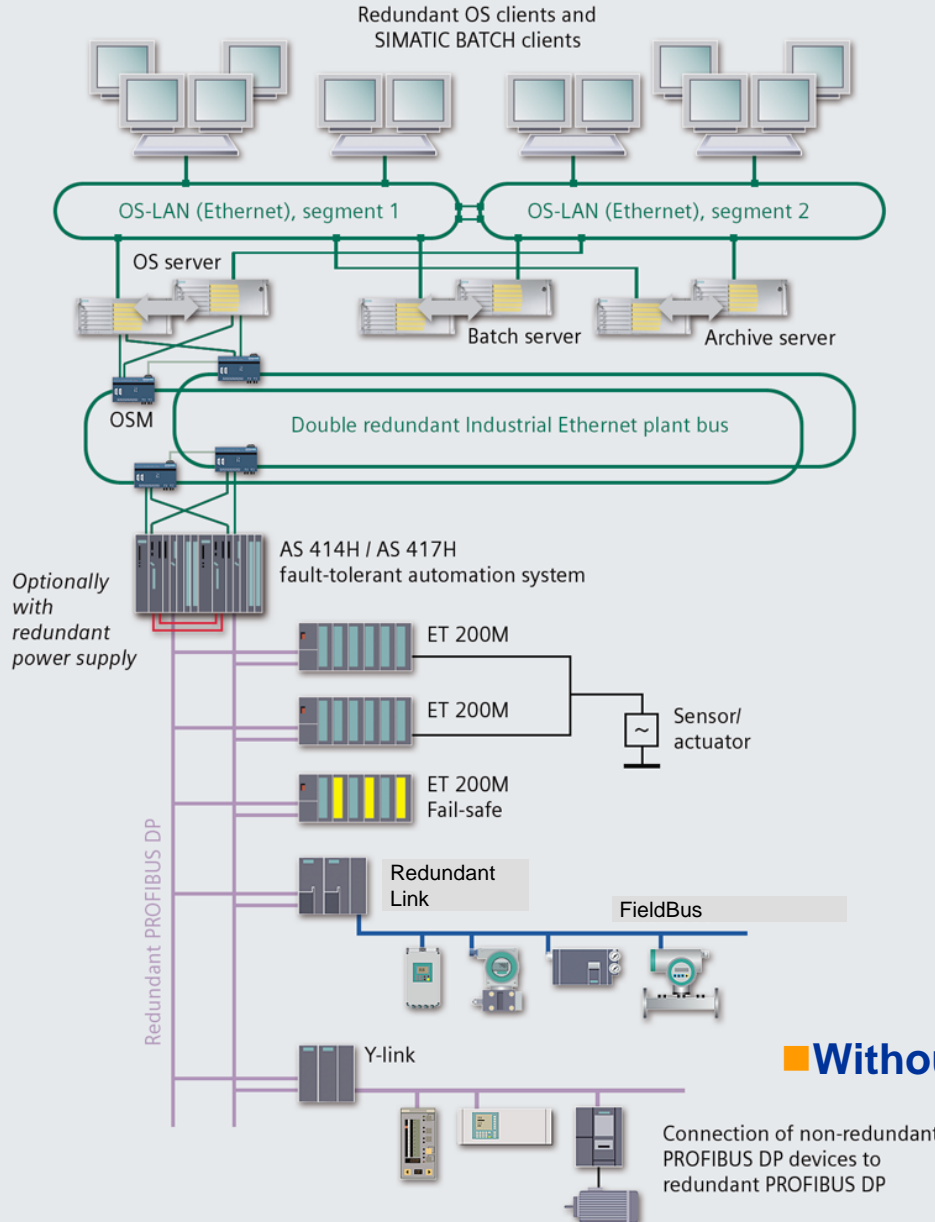 Redundant OS clients and
SIMATIC BATCH clients
OS-LAN (Ethernet), segment 1
OS-LAN (Ethernet), segment 2
OS server
Batch server
Archive server
OSM
Double redundant Industrial Ethernet plant bus
AS 414H / AS 417H
fault-tolerant automation system
Optionally
with
redundant
power supply
ET 200M
ET 200M
Sensor/
actuator
~
ET 200M
Fail-safe
Redundant PROFIBUS DP
Redundant
Link
FieldBus
Y-link
Withou
Connection of non-redundant
PROFIBUS DP devices to
redundant PROFIBUS DP